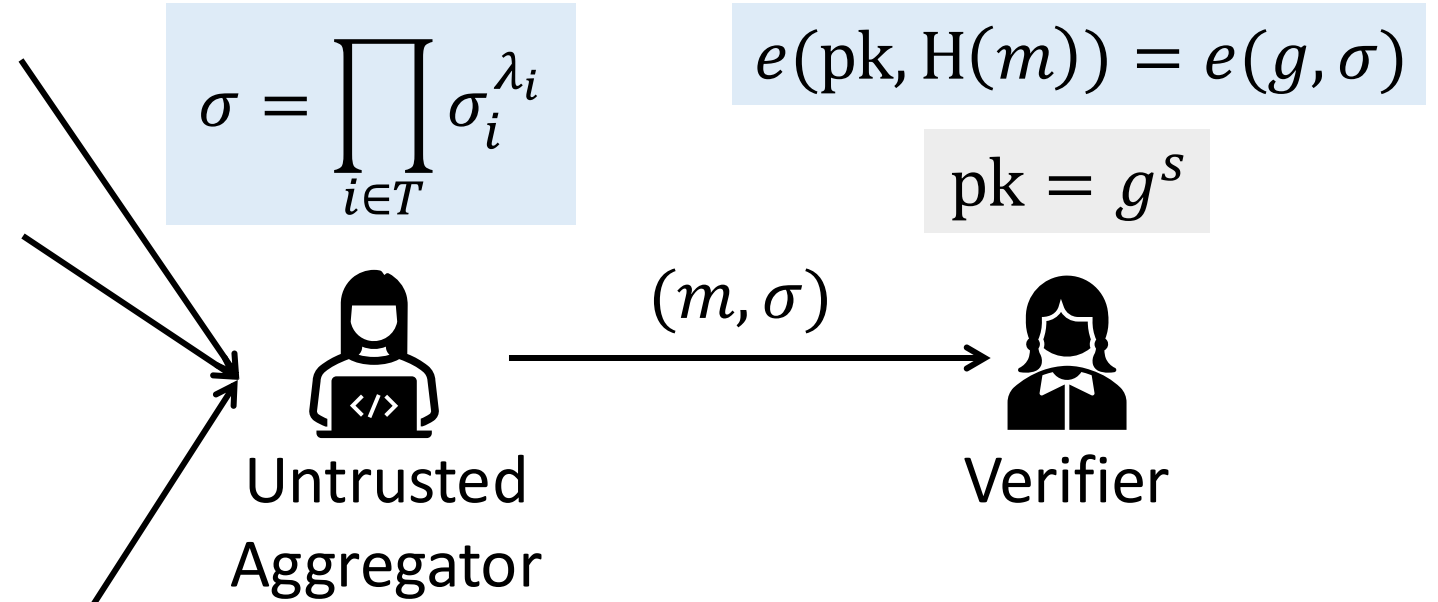 σ = ∏_{i∈T} σ_i^{λ_i}
e(pk, H(m)) = e(g, σ)
pk = g^s
(m, σ)
</>
Untrusted
Aggregator
Verifier